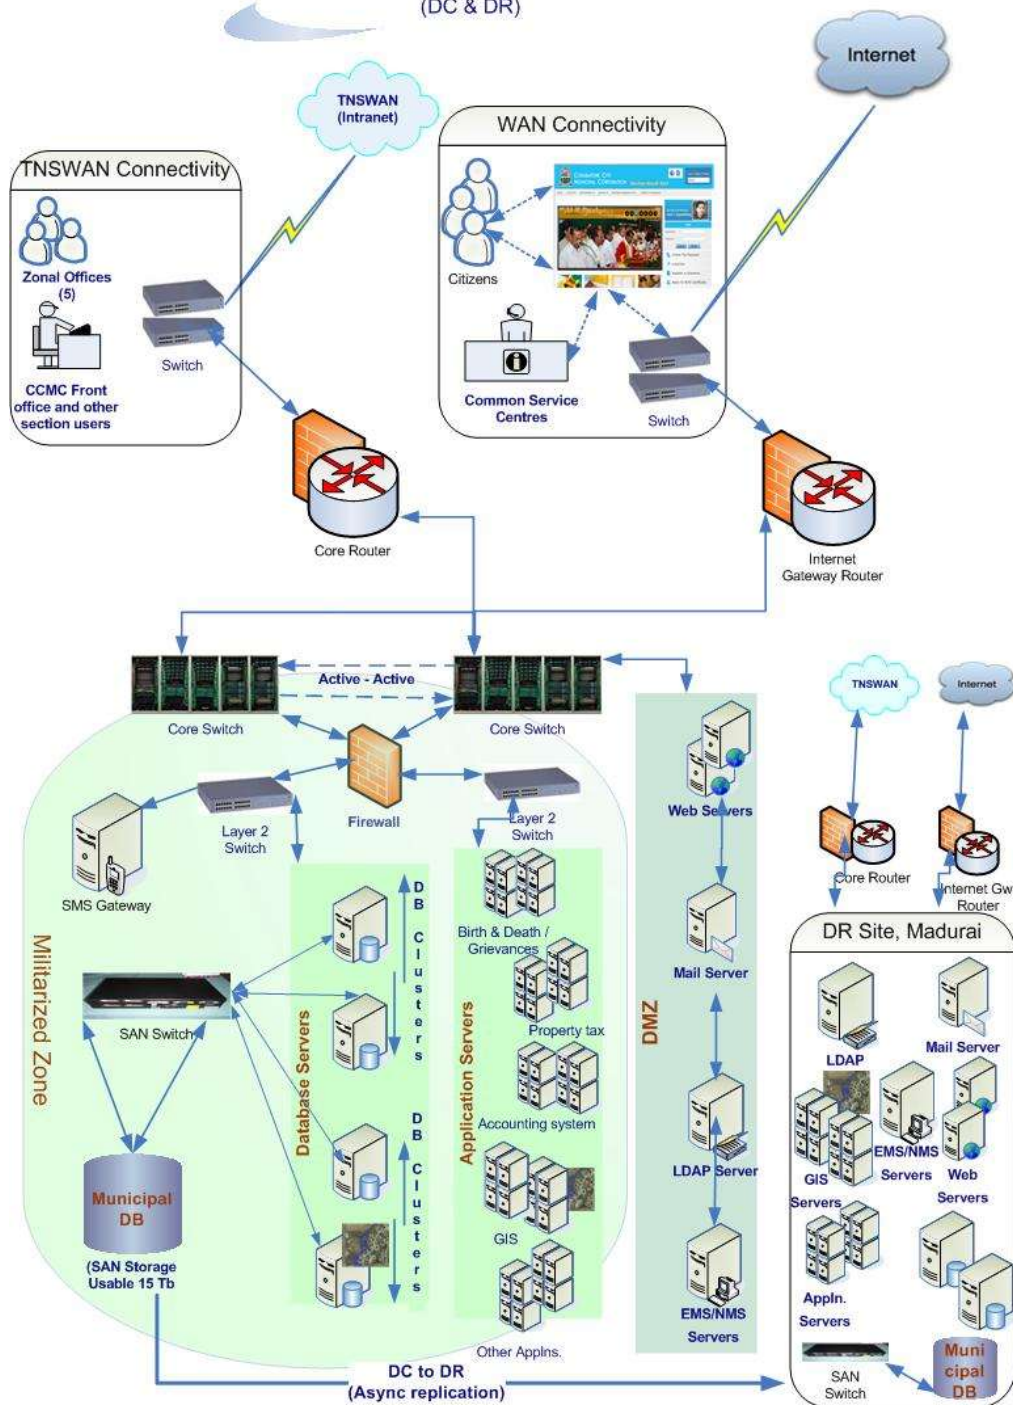 (DC & DR)
Internet
TNSWAN
(Intranet)
WAN Connectivity
TNSWAN Connectivity
Zonal Offices
(5)
Citizens
Switch
CCMC Front
office and other
section users
Common Service
Centres
Switch
Core Router
Internet
Gateway Router
Active - Active
Core Switch
Core Switch
TNSWAN
Internet
Firewall
Layer 2
Switch
Layer 2
Switch
Web Servers
SMS Gateway
Core Router
Internet Gw
Router
DB Clusters
Birth & Death /
Grievances
DR Site, Madurai
Militarized Zone
SAN Switch
Database Servers
Application Servers
Property tax
Mail Server
DMZ
LDAP
Mail Server
Accounting system
DB Clusters
LDAP Server
EMS/NMS
Servers
GIS
Servers
Web
Servers
Municipal
DB
(SAN Storage
Usable 15 Tb
GIS
Appln.
Servers
EMS/NMS
Servers
Other Applns.
DC to DR
(Async replication)
SAN
Switch
Muni
cipal
DB